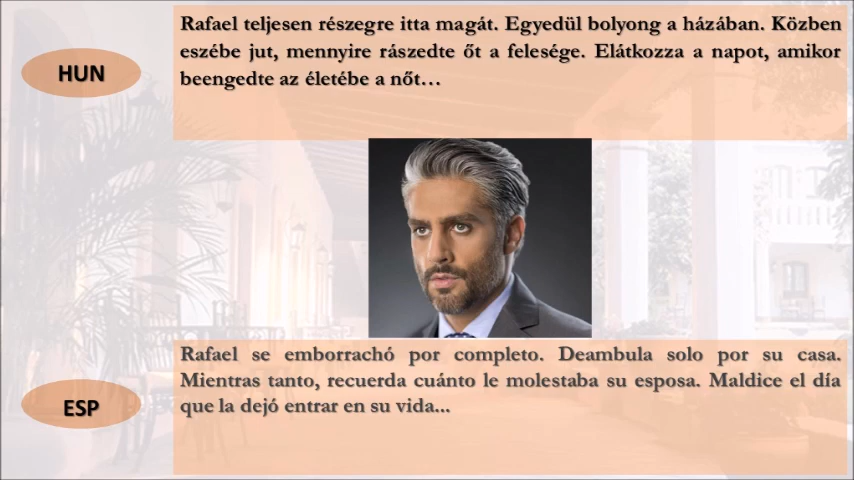 Rafael teljesen részegre itta magát. Egyedül bolyong a házában. Közben
HUN
eszébe jut, mennyire rászedte őt a felesége. Elátkozza a napot, amikor
beengedte az életébe a nőt…
Rafael se emborrachó por completo. Deambula solo por su casa.
Mientras tanto, recuerda cuánto le molestaba su esposa. Maldice el día
ESP
que la dejó entrar en su vida...